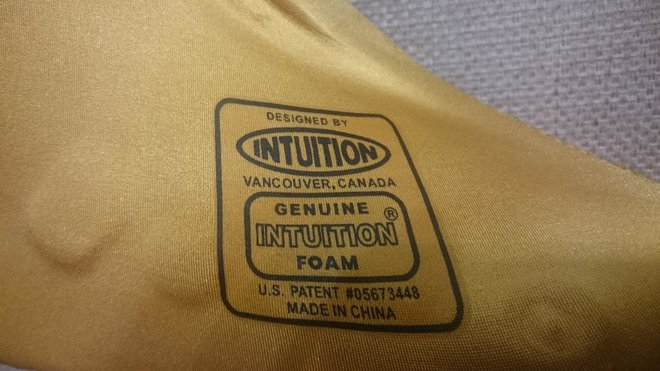 DESIGNED BY
INTUITION
VANCOUVER, CANADA
GENUINE
INTUITION®
FOAM
U.S. PATENT #05673448
MADE IN CHINA